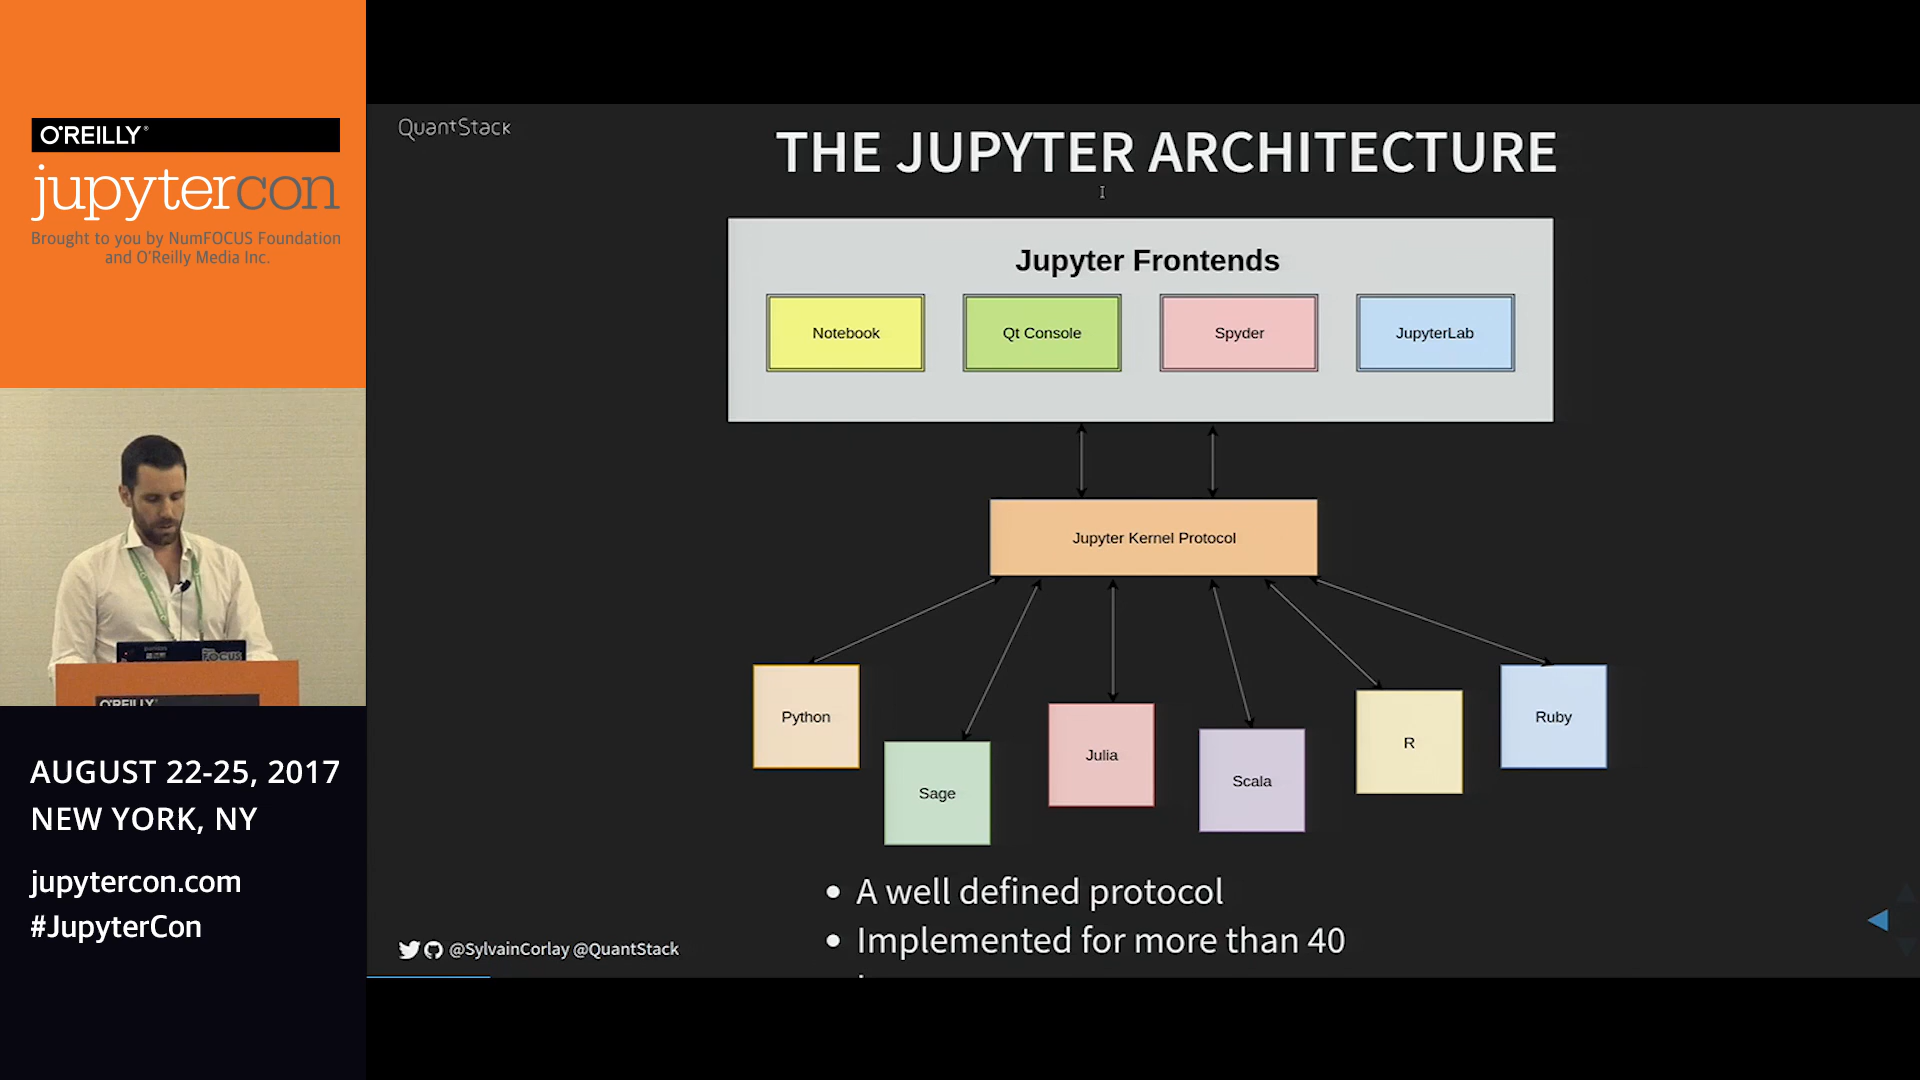 O'REILLY®
jupytercon
Brought to you by NumFOCUS Foundation
and O'Reilly Media Inc.
O'REILLY
FOCUS
AUGUST 22-25, 2017
NEW YORK, NY
jupytercon.com
#JupyterCon
QuantStack
THE JUPYTER ARCHITECTURE
Jupyter Frontends
Notebook
Qt Console
Spyder
JupyterLab
Jupyter Kernel Protocol
Python
Sage
Julia
Scala
R
Ruby
• A well defined protocol
• Implemented for more than 40
@SylvainCorlay @QuantStack